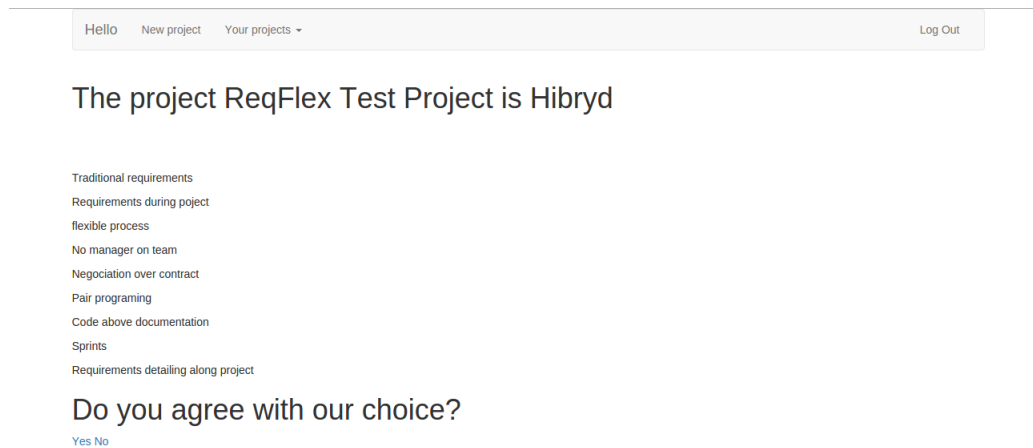 Hello New project Your projects Log Out
The project ReqFlex Test Project is Hibryd
Traditional requirements
Requirements during poject
flexible process
No manager on team
Negociation over contract
Pair programing
Code above documentation
Sprints
Requirements detailing along project
Do you agree with our choice?
Yes No